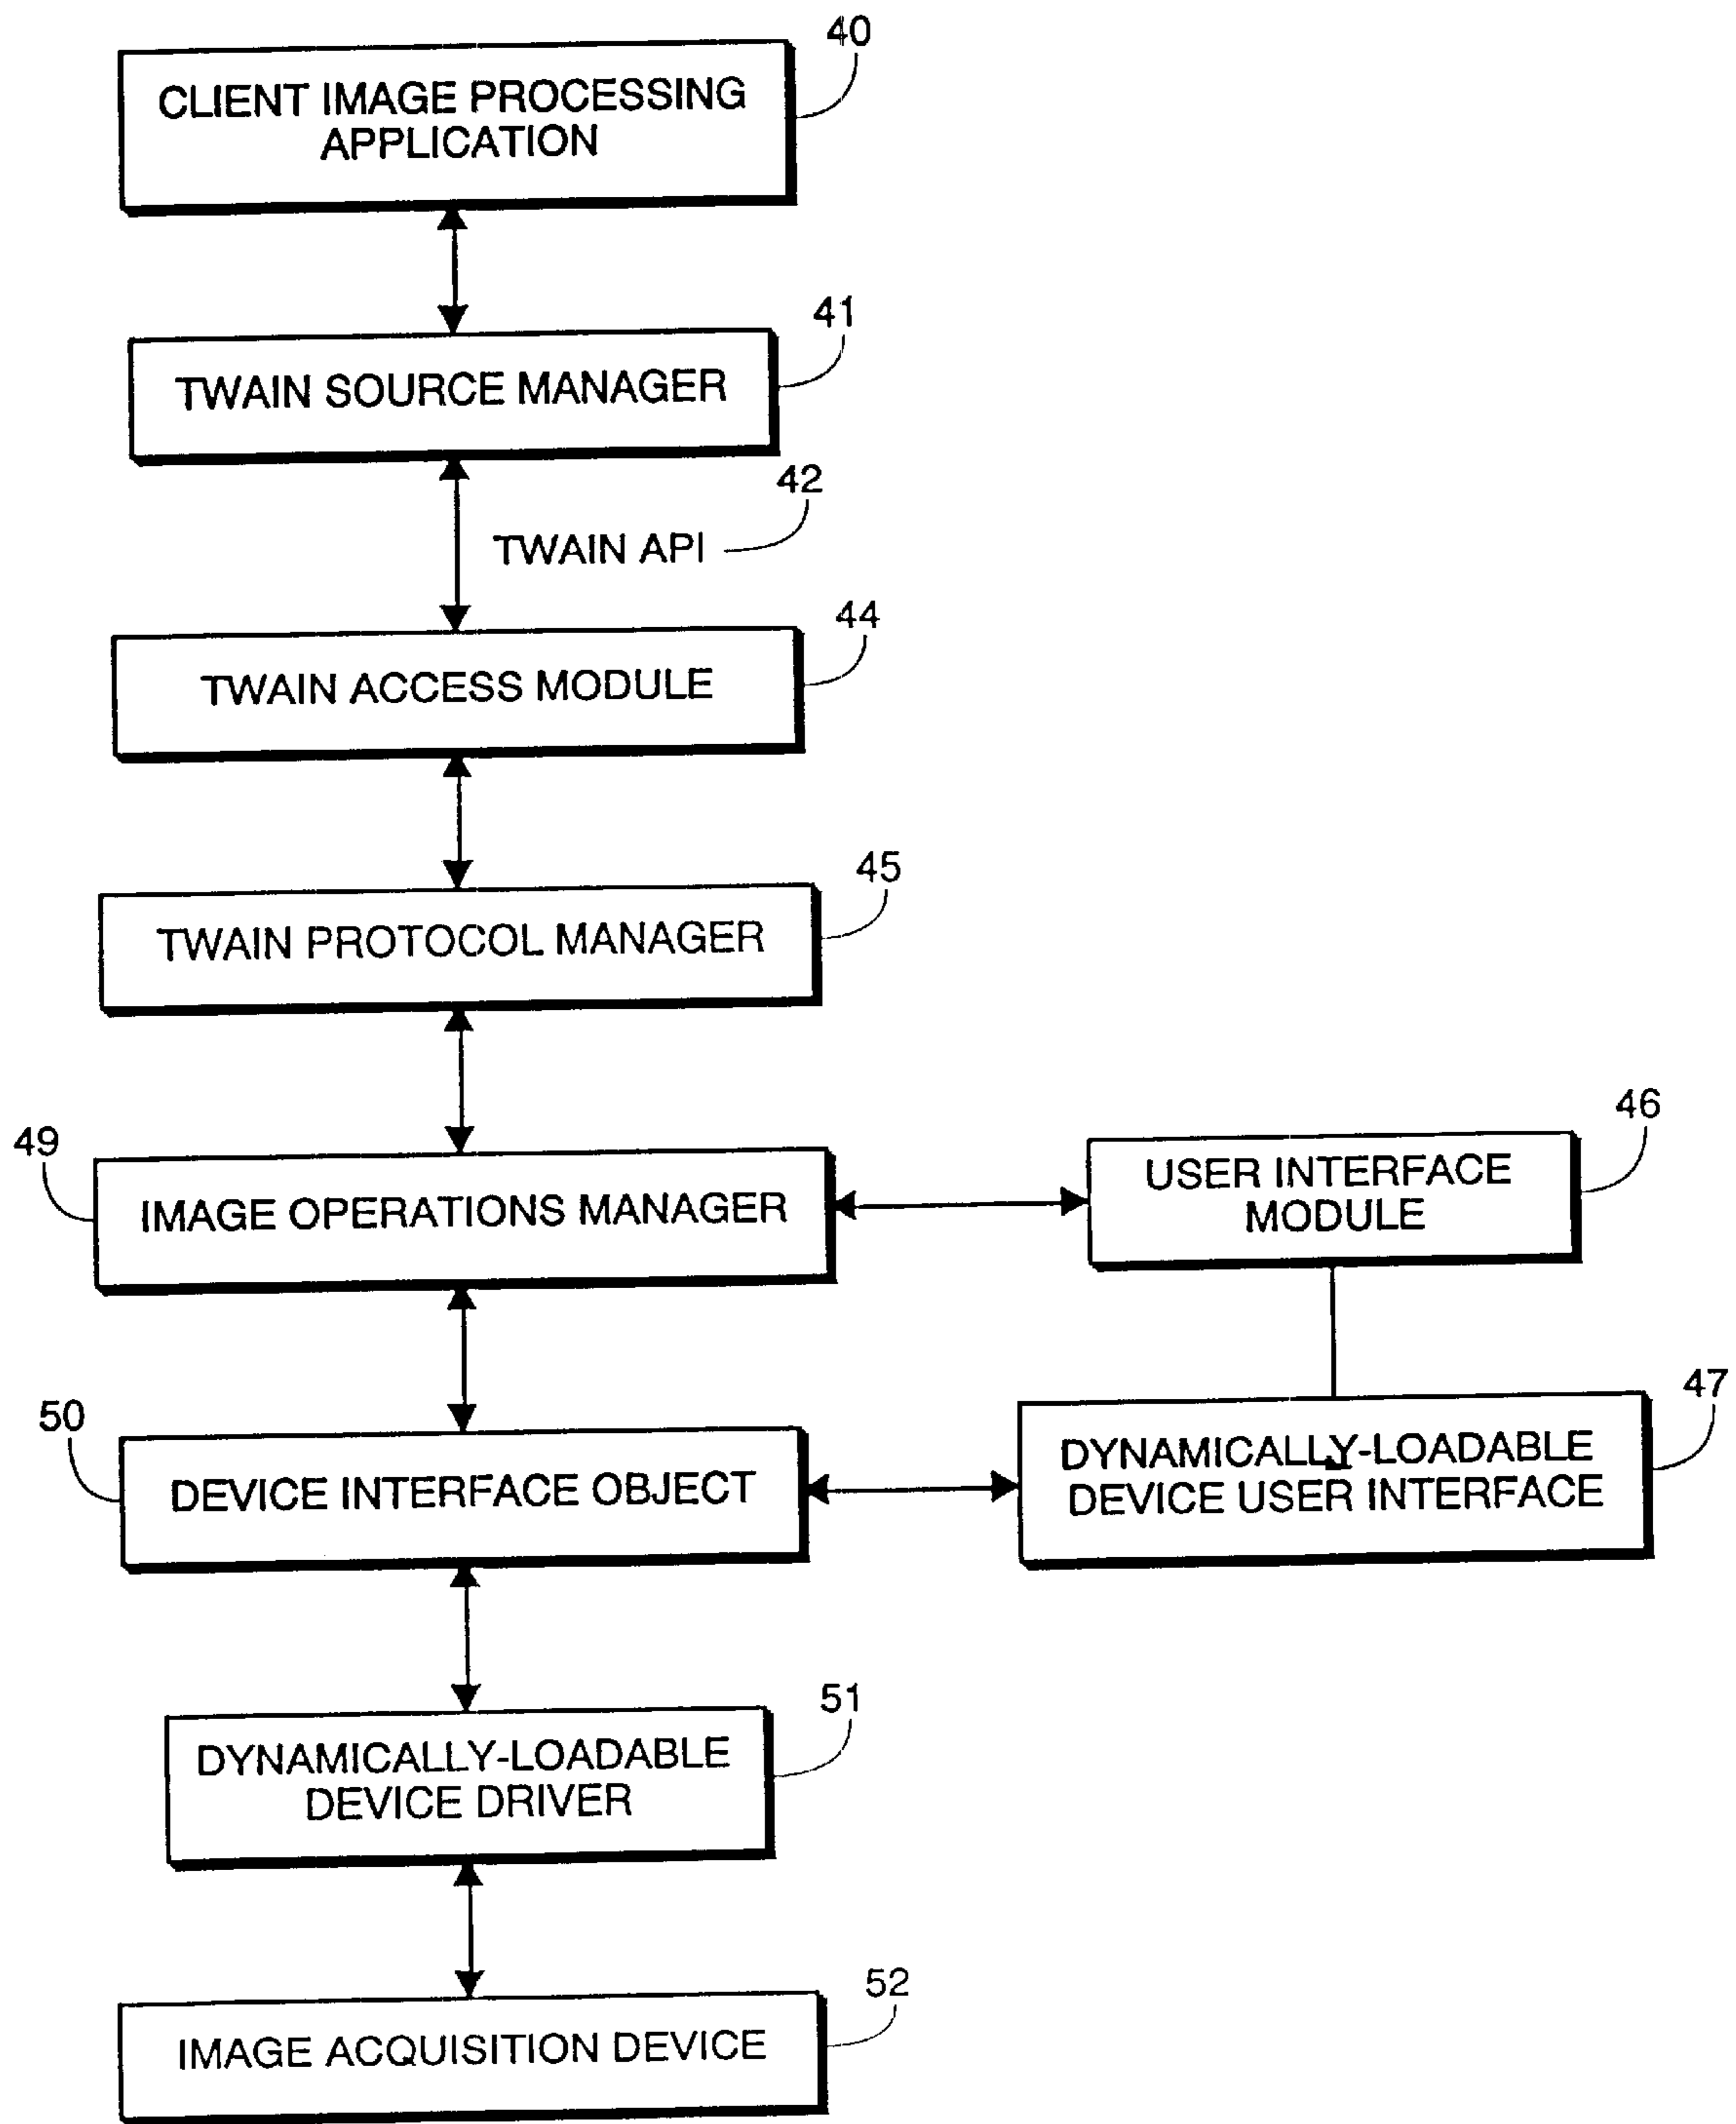 40
CLIENT IMAGE PROCESSING
APPLICATION
41
TWAIN SOURCE MANAGER
42
TWAIN API
44
TWAIN ACCESS MODULE
45
TWAIN PROTOCOL MANAGER
49
IMAGE OPERATIONS MANAGER
46
USER INTERFACE
MODULE
50
DEVICE INTERFACE OBJECT
47
DYNAMICALLY-LOADABLE
DEVICE USER INTERFACE
51
DYNAMICALLY-LOADABLE
DEVICE DRIVER
52
IMAGE ACQUISITION DEVICE